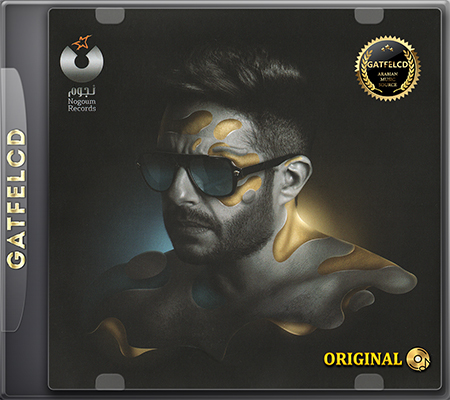 نجوم
Nogoum
Records
GATFELCD
ARABIAN
MUSIC
SOURCE
GATFELCD
ORIGINAL